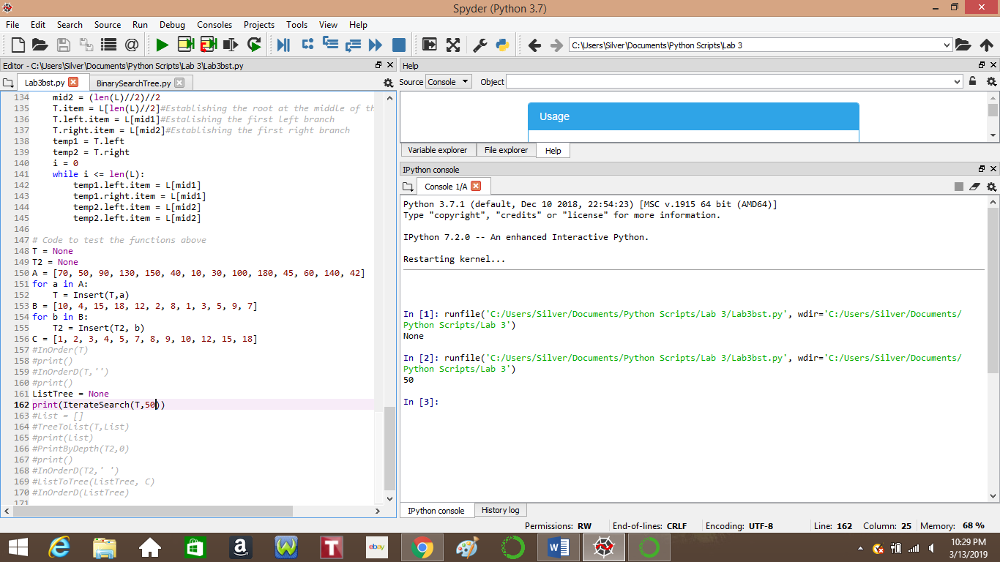 Spyder (Python 3.7)
File Edit Search Source Run Debug Consoles Projects Tools View Help
C:\Users\Silver\Documents\Python Scripts\Lab 3
Editor - C:\Users\Silver\Documents\Python Scripts\Lab 3\Lab3bst.py
Lab3bst.py BinarySearchTree.py
134 mid2 = (len(L)//2)//2
135 T.item = L[len(L)//2]#Establishing the root at the middle of th
136 T.left.item = L[mid1]#Estalishing the first left branch
137 T.right.item = L[mid2]#Establishing the first right branch
138 temp1 = T.left
139 temp2 = T.right
140 i = 0
141 while i <= len(L):
142 temp1.left.item = L[mid1]
143 temp1.right.item = L[mid1]
144 temp2.left.item = L[mid2]
145 temp2.left.item = L[mid2]
146
147 # Code to test the functions above
148 T = None
149 T2 = None
150 A = [70, 50, 90, 130, 150, 40, 10, 30, 100, 180, 45, 60, 140, 42]
151 for a in A:
152 T = Insert(T,a)
153 B = [10, 4, 15, 18, 12, 2, 8, 1, 3, 5, 9, 7]
154 for b in B:
155 T2 = Insert(T2, b)
156 C = [1, 2, 3, 4, 5, 7, 8, 9, 10, 12, 15, 18]
157 #InOrder(T)
158 #print()
159 #InOrderD(T,'')
160 #print()
161 ListTree = None
162 print(IterateSearch(T,50))
163 #List = []
164 #TreeToList(T,List)
165 #print(List)
166 #PrintByDepth(T2,0)
167 #print()
168 #InOrderD(T2,' ')
169 #ListToTree(ListTree, C)
170 #InOrderD(ListTree)
171
Help
Source Console Object
Usage
Variable explorer File explorer Help
IPython console
Console 1/A
Python 3.7.1 (default, Dec 10 2018, 22:54:23) [MSC v.1915 64 bit (AMD64)]
Type "copyright", "credits" or "license" for more information.
IPython 7.2.0 -- An enhanced Interactive Python.
Restarting kernel...
In [1]: runfile('C:/Users/Silver/Documents/Python Scripts/Lab 3/Lab3bst.py', wdir='C:/Users/Silver/Documents/
Python Scripts/Lab 3')
None
In [2]: runfile('C:/Users/Silver/Documents/Python Scripts/Lab 3/Lab3bst.py', wdir='C:/Users/Silver/Documents/
Python Scripts/Lab 3')
50
In [3]:
IPython console History log
Permissions: RW End-of-lines: CRLF Encoding: UTF-8 Line: 162 Column: 25 Memory: 68 %
ebay
10:29 PM
3/13/2019